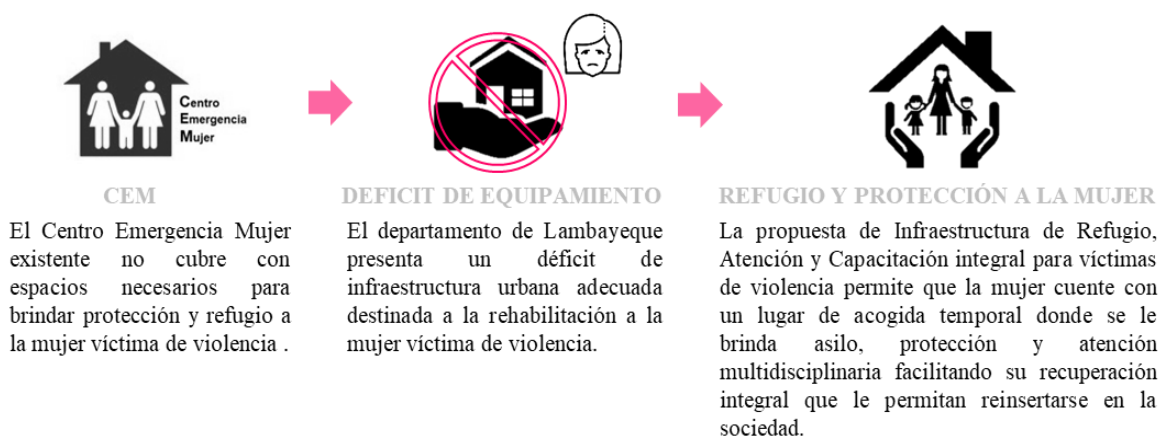 Centro
Emergencia
Mujer
CEM
El Centro Emergencia Mujer
existente no cubre con
espacios necesarios para
brindar protección y refugio a
la mujer víctima de violencia .
DEFICIT DE EQUIPAMIENTO
El departamento de Lambayeque
presenta un déficit de
infraestructura urbana adecuada
destinada a la rehabilitación a la
mujer víctima de violencia.
REFUGIO Y PROTECCIÓN A LA MUJER
La propuesta de Infraestructura de Refugio,
Atención y Capacitación integral para víctimas
de violencia permite que la mujer cuente con
un lugar de acogida temporal donde se le
brinda asilo, protección y atención
multidisciplinaria facilitando su recuperación
integral que le permitan reinsertarse en la
sociedad.